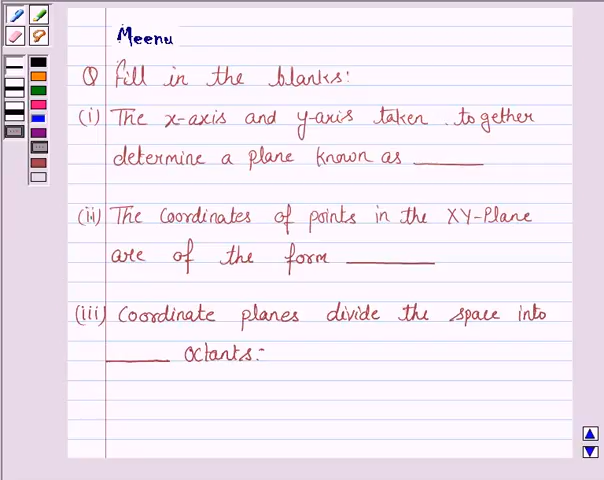 Meenu
Q Fill in the blanks:
(i) The x-axis and y-axis taken together
determine a plane known as ______
(ii) The Coordinates of points in the XY-Plane
are of the form ______
(iii) Coordinate planes divide the space into
______ Octants:-